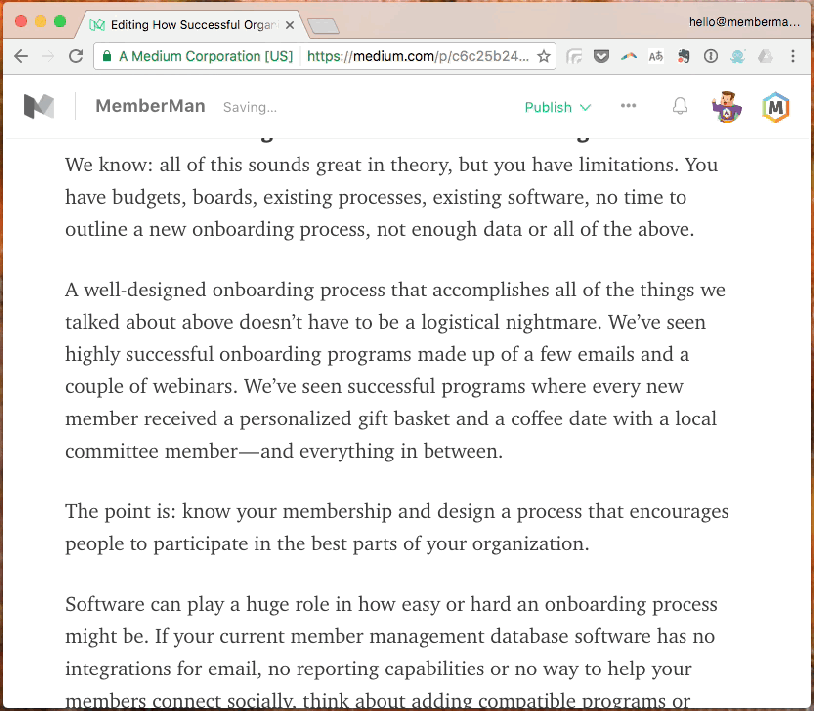 Editing How Successful Organi
hello@memberma...
A Medium Corporation [US]
https://medium.com/p/c6c25b24...
MemberMan
Saving...
Publish
We know: all of this sounds great in theory, but you have limitations. You
have budgets, boards, existing processes, existing software, no time to
outline a new onboarding process, not enough data or all of the above.
A well-designed onboarding process that accomplishes all of the things we
talked about above doesn’t have to be a logistical nightmare. We’ve seen
highly successful onboarding programs made up of a few emails and a
couple of webinars. We’ve seen successful programs where every new
member received a personalized gift basket and a coffee date with a local
committee member—and everything in between.
The point is: know your membership and design a process that encourages
people to participate in the best parts of your organization.
Software can play a huge role in how easy or hard an onboarding process
might be. If your current member management database software has no
integrations for email, no reporting capabilities or no way to help your
members connect socially, think about adding compatible programs or